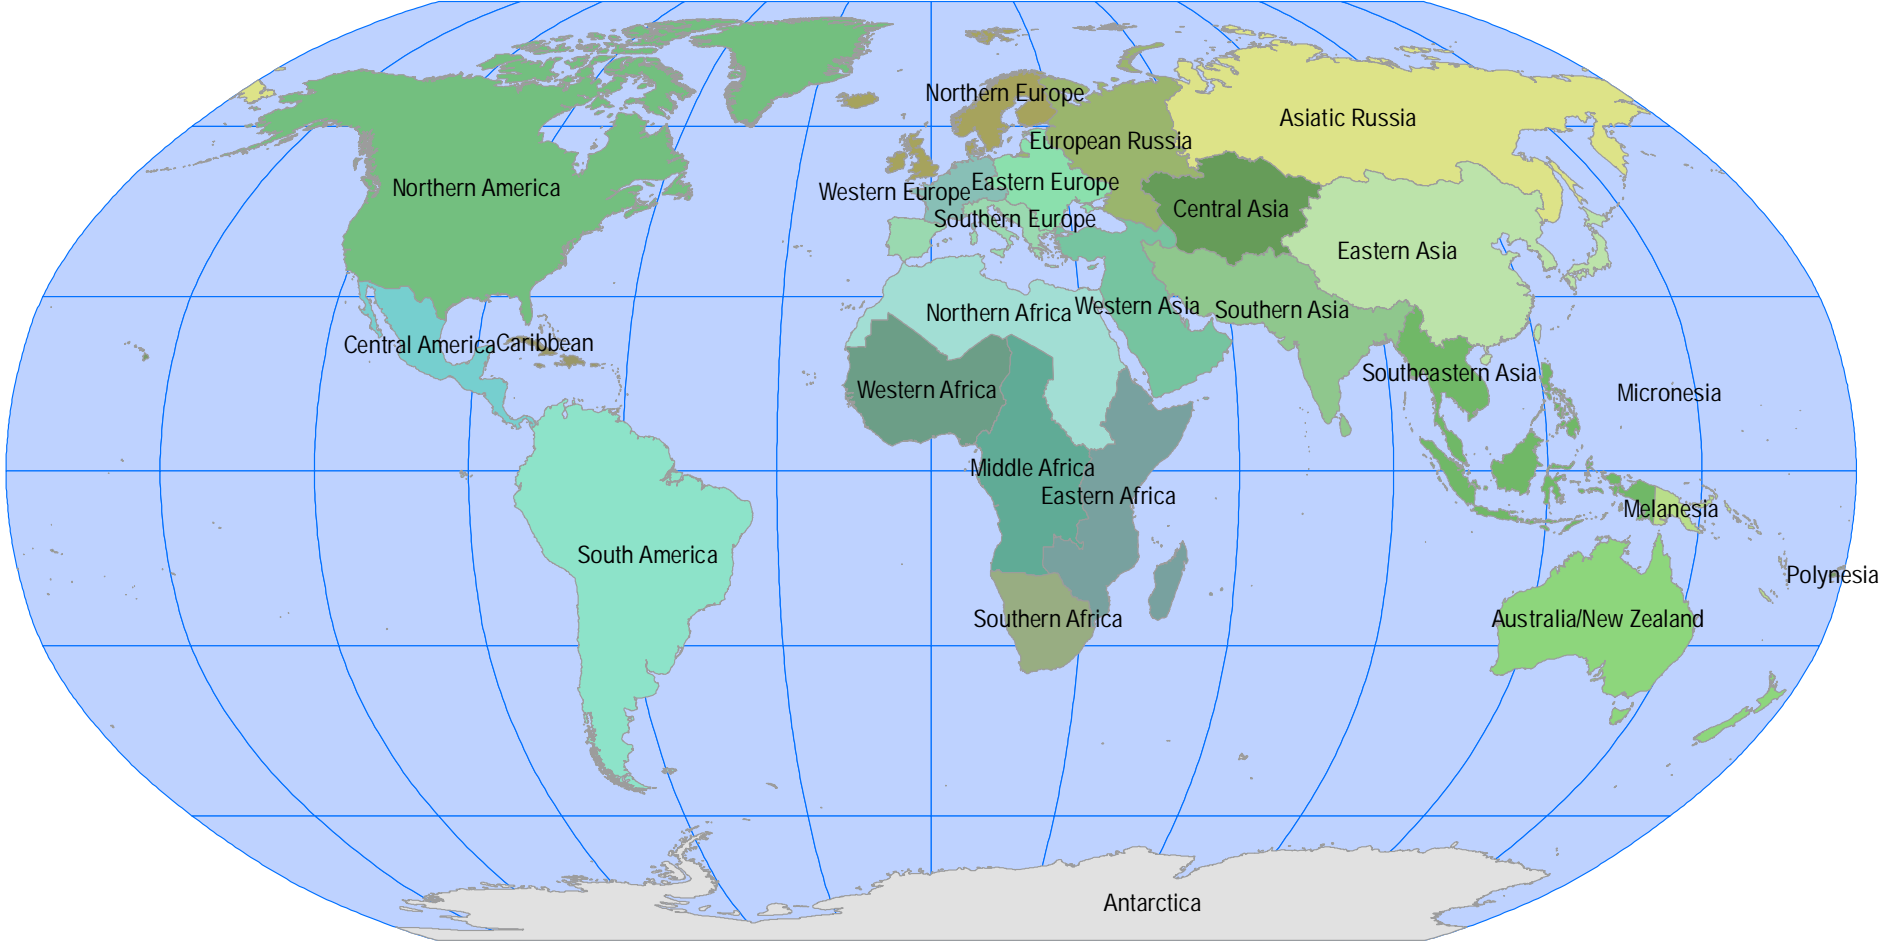 Northern Europe
Asiatic Russia
European Russia
Northern America
Western Europe
Eastern Europe
Central Asia
Southern Europe
Eastern Asia
Northern Africa
Western Asia
Southern Asia
Central America
Caribbean
Southeastern Asia
Western Africa
Micronesia
Middle Africa
Eastern Africa
Melanesia
South America
Polynesia
Southern Africa
Australia/New Zealand
Antarctica